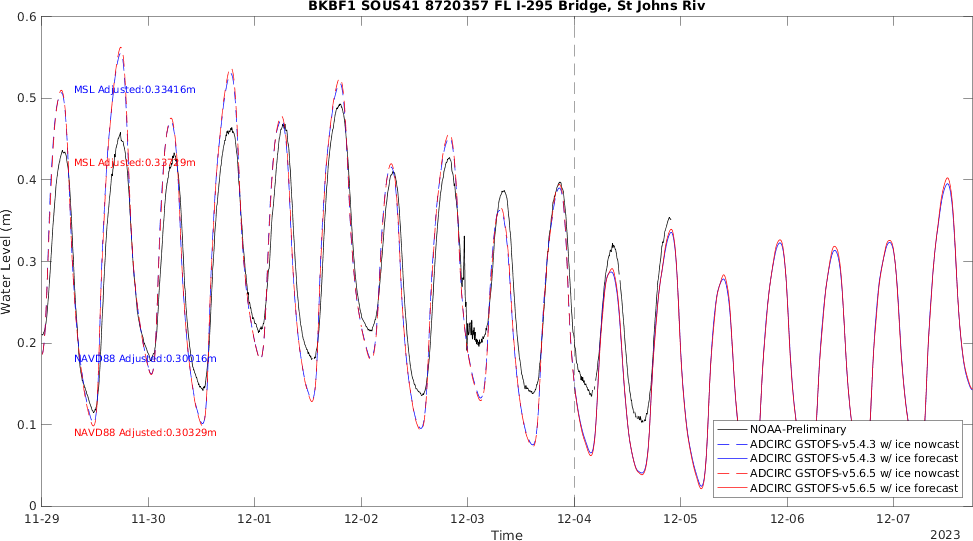 BKBF1 SOUS41 8720357 FL I-295 Bridge, St Johns Riv
0.6
0.5
0.4
0.3
0.2
0.1
0
Water Level (m)
MSL Adjusted:0.33416m
MSL Adjusted:0.33729m
NAVD88 Adjusted:0.30016m
NAVD88 Adjusted:0.30329m
NOAA-Preliminary
ADCIRC GSTOFS-v5.4.3 w/ ice nowcast
ADCIRC GSTOFS-v5.4.3 w/ ice forecast
ADCIRC GSTOFS-v5.6.5 w/ ice nowcast
ADCIRC GSTOFS-v5.6.5 w/ ice forecast
11-29 11-30 12-01 12-02 12-03 12-04 12-05 12-06 12-07
Time
2023